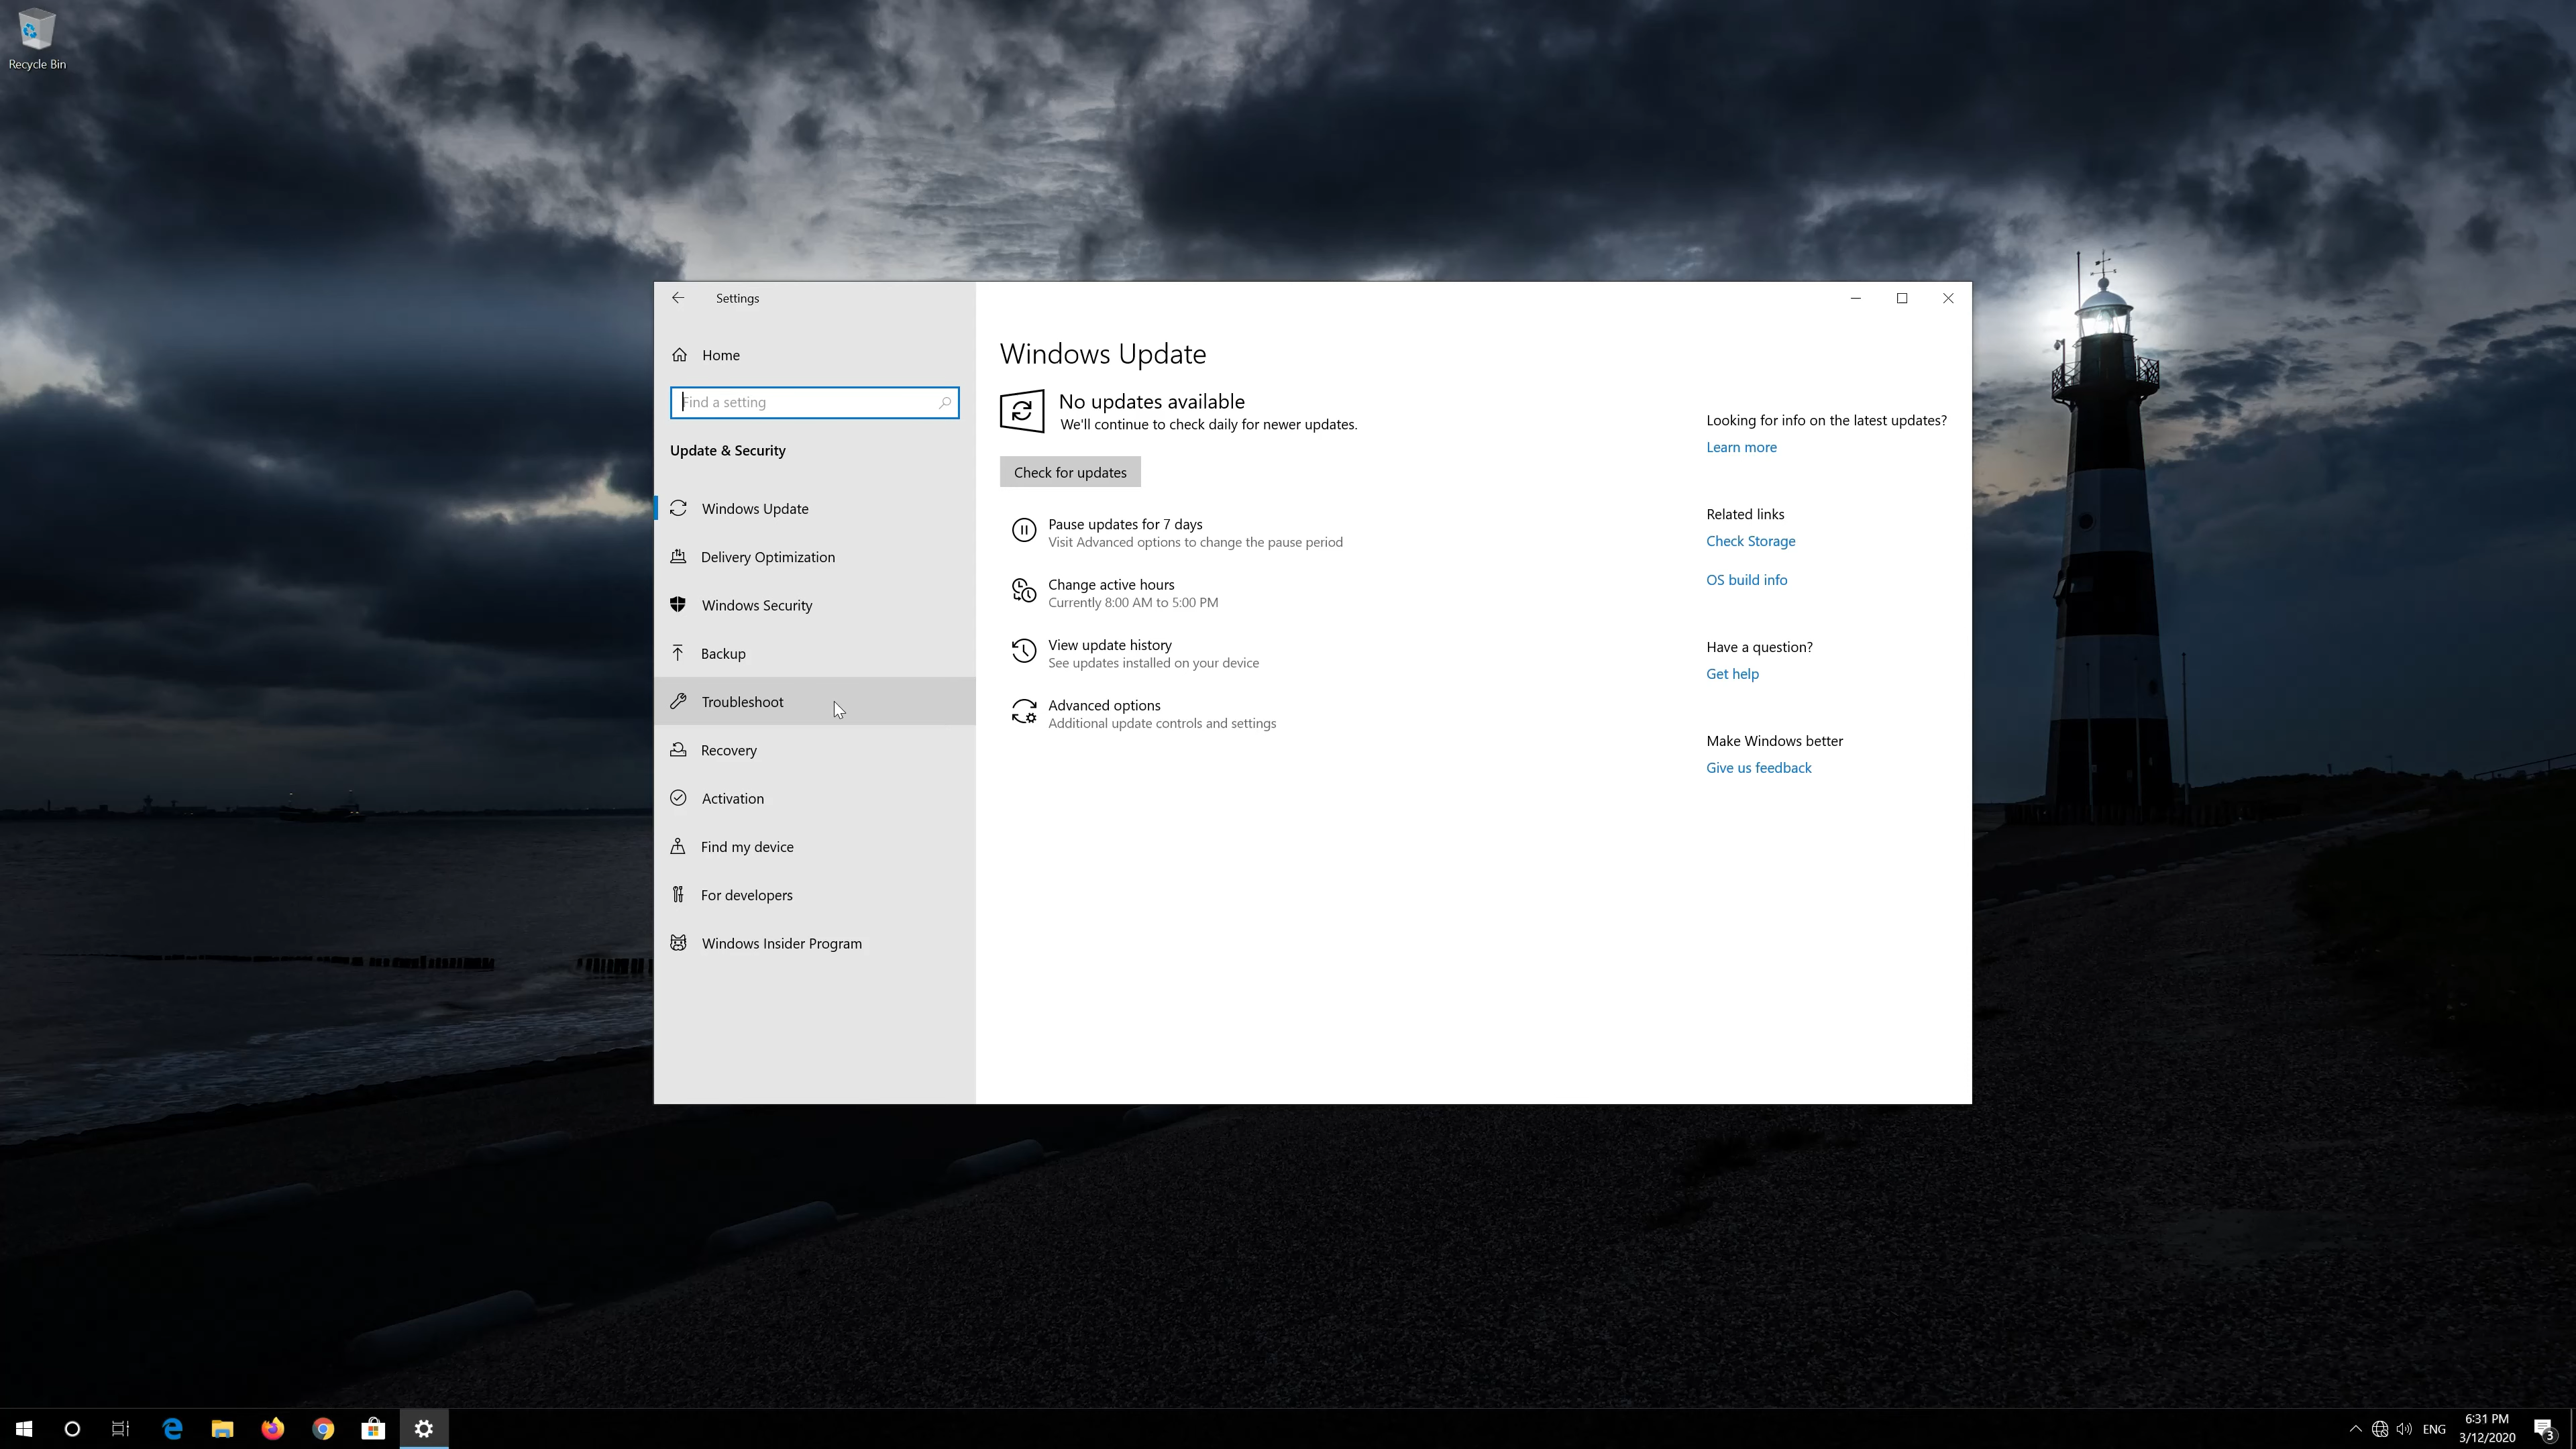 Recycle Bin
Settings
Home
Find a setting
Update & Security
Windows Update
Delivery Optimization
Windows Security
Backup
Troubleshoot
Recovery
Activation
Find my device
For developers
Windows Insider Program
Windows Update
No updates available
We'll continue to check daily for newer updates.
Check for updates
Pause updates for 7 days
Visit Advanced options to change the pause period
Change active hours
Currently 8:00 AM to 5:00 PM
View update history
See updates installed on your device
Advanced options
Additional update controls and settings
Looking for info on the latest updates?
Learn more
Related links
Check Storage
OS build info
Have a question?
Get help
Make Windows better
Give us feedback
ENG
6:31 PM
3/12/2020
3